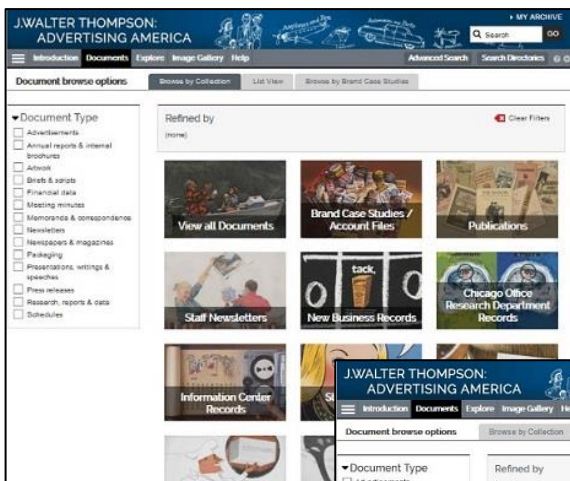 J.WALTER THOMPSON:
ADVERTISING AMERICA
MY ARCHIVE
Search GO
Introduction Documents Explore Image Gallery Help
Advanced Search Search Directories
Document browse options
Browse by Collection
List View
Browse by Brand Case Studies
Document Type
Advertisements
Annual reports & internal
brochures
Artwork
Briefs & scripts
Financial data
Meeting minutes
Memoranda & correspondence
Newsletters
Newspapers & magazines
Packaging
Presentations, writings &
speeches
Press releases
Research, reports & data
Schedules
Refined by
(none)
Clear Filters
View all Documents
Brand Case Studies /
Account Files
Publications
Staff Newsletters
tack,
New Business Records
Chicago Office
Research Department
Records
Information Center
Records
J.WALTER THOMPSON:
ADVERTISING AMERICA
Introduction Documents Explore Image Gallery
Document browse options
Browse by Collection
Document Type
Refined by